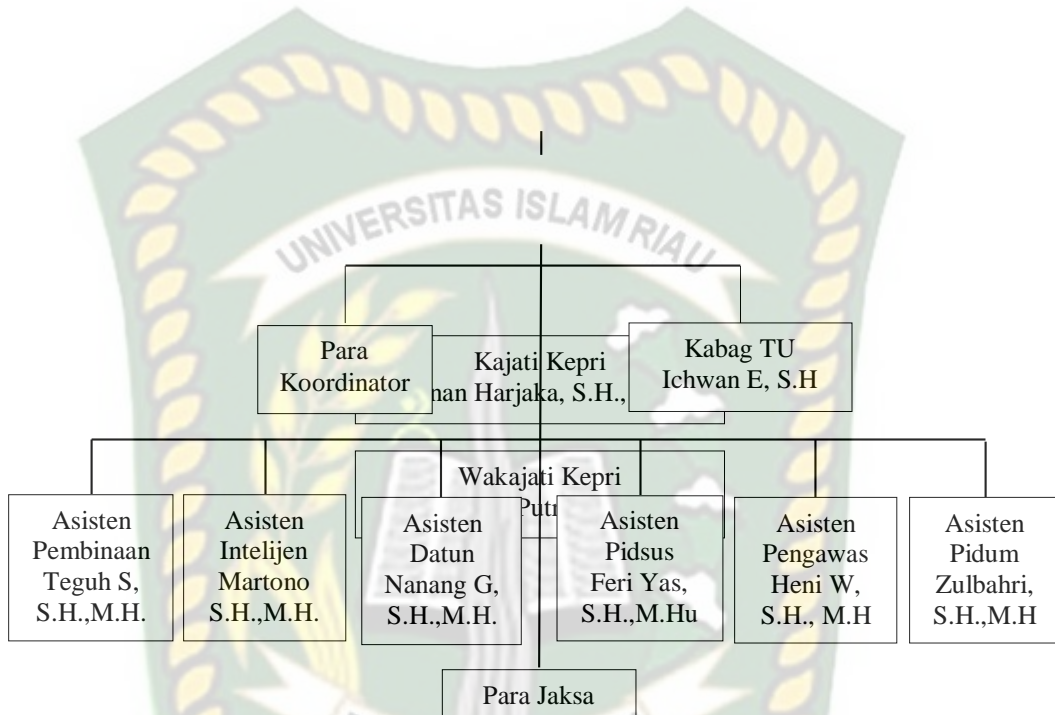 UNIVERSITAS ISLAM RIAU
Para
Koordinator
Kajati Kepri
Harjaka, S.H.,
Kabag TU
Ichwan E, S.H
Wakajati Kepri
Asisten
Pembinaan
Teguh S,
S.H.,M.H.
Asisten
Intelijen
Martono
S.H.,M.H.
Asisten
Datun
Nanang G,
S.H.,M.H.
Asisten
Pidsus
Feri Yas,
S.H.,M.Hu
Asisten
Pengawas
Heni W,
S.H., M.H
Asisten
Pidum
Zulbahri,
S.H.,M.H
Para Jaksa